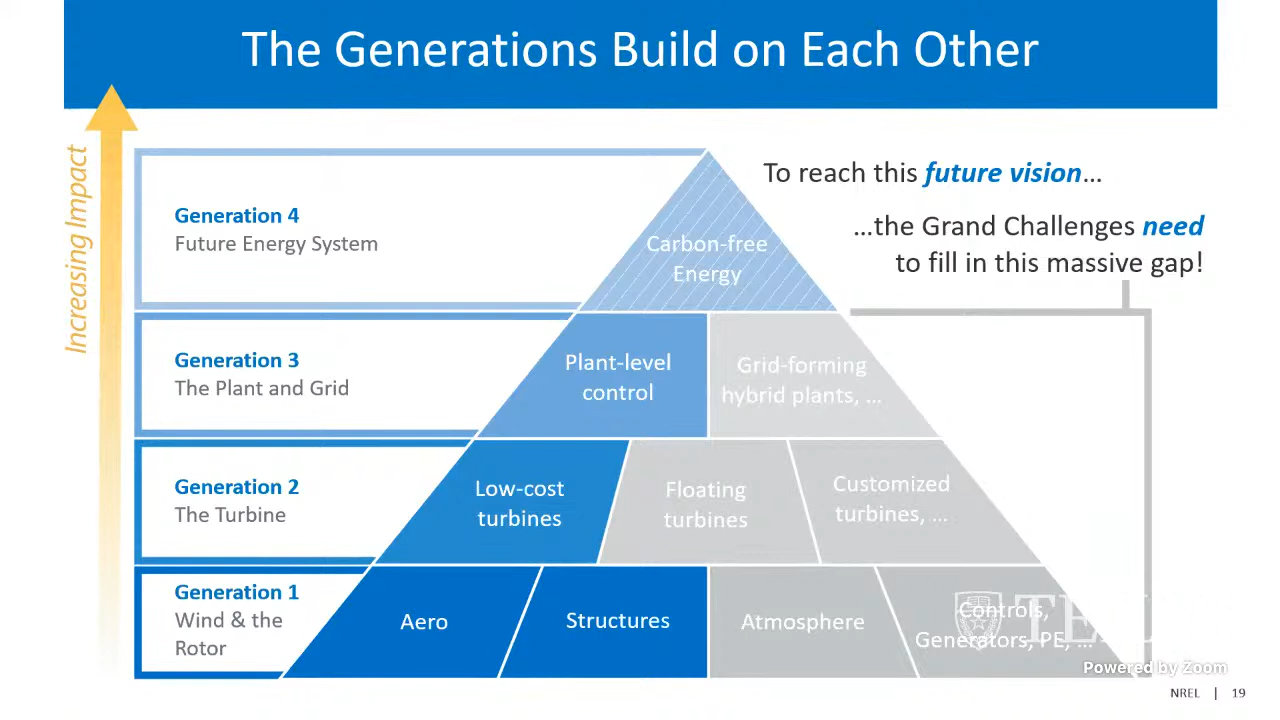 The Generations Build on Each Other
Increasing Impact
To reach this future vision...
...the Grand Challenges need
to fill in this massive gap!
Generation 4
Future Energy System
Carbon-free
Energy
Generation 3
The Plant and Grid
Plant-level
control
Grid-forming
hybrid plants, ...
Generation 2
The Turbine
Low-cost
turbines
Floating
turbines
Customized
turbines, ...
Generation 1
Wind & the
Rotor
Aero
Structures
Atmosphere
Controls,
Generators, PE, ...
Powered by Zoom
NREL | 19